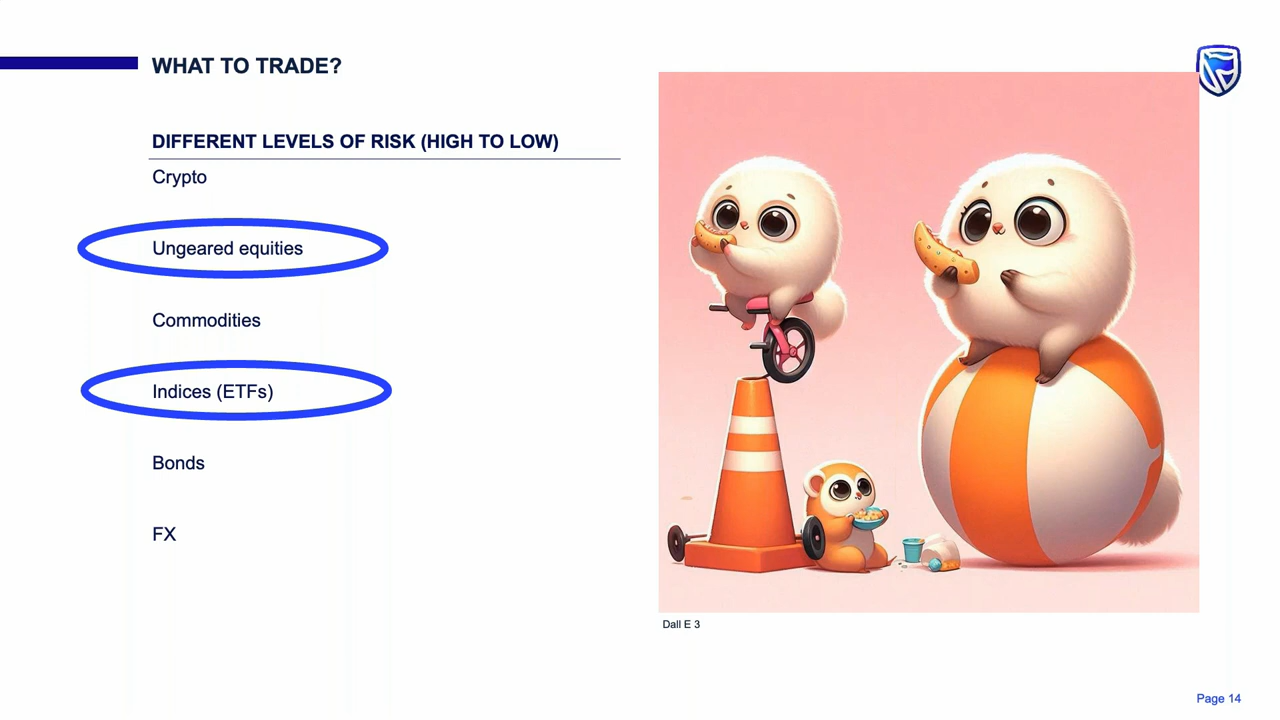 WHAT TO TRADE?
DIFFERENT LEVELS OF RISK (HIGH TO LOW)
Crypto
Ungeared equities
Commodities
Indices (ETFs)
Bonds
FX
Dall E 3
Page 14